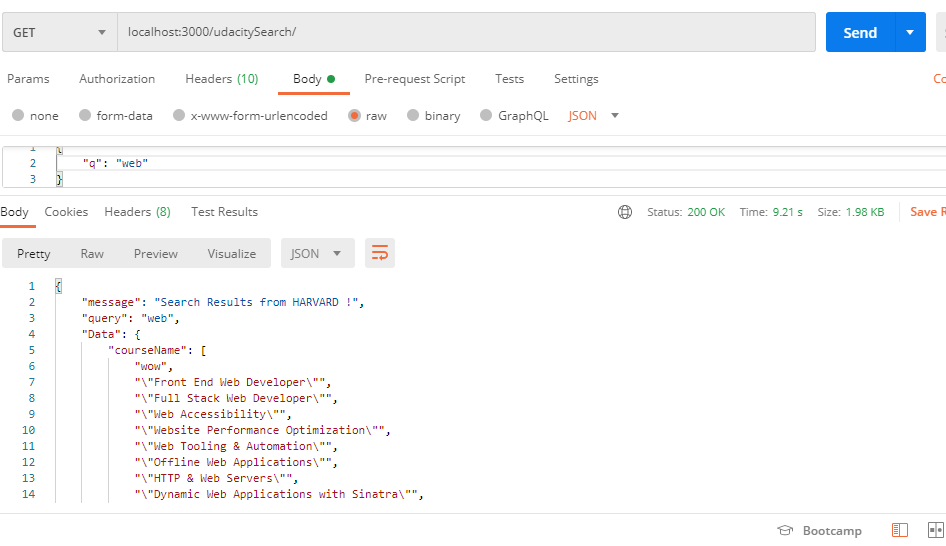 GET localhost:3000/udacitySearch/ Send
Params Authorization Headers (10) Body Pre-request Script Tests Settings
none form-data x-www-form-urlencoded raw binary GraphQL JSON
1 {
2 "q": "web"
3 }
Body Cookies Headers (8) Test Results Status: 200 OK Time: 9.21 s Size: 1.98 KB Save R
Pretty Raw Preview Visualize JSON
1 {
2 "message": "Search Results from HARVARD !",
3 "query": "web",
4 "Data": {
5 "courseName": [
6 "wow",
7 "\"Front End Web Developer\"",
8 "\"Full Stack Web Developer\"",
9 "\"Web Accessibility\"",
10 "\"Website Performance Optimization\"",
11 "\"Web Tooling & Automation\"",
12 "\"Offline Web Applications\"",
13 "\"HTTP & Web Servers\"",
14 "\"Dynamic Web Applications with Sinatra\"",
Bootcamp